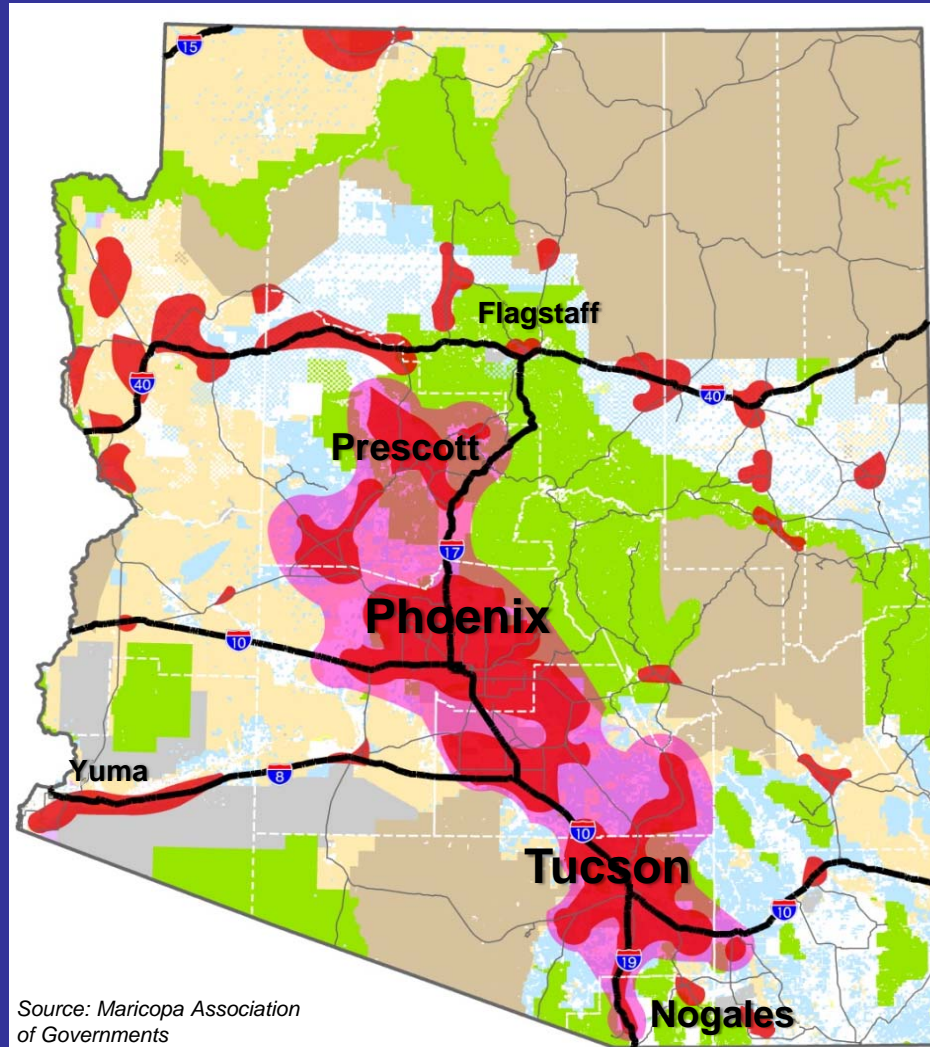 15
Flagstaff
40
40
Prescott
17
Phoenix
10
Yuma
8
10
Tucson
10
19
Nogales
Source: Maricopa Association
of Governments